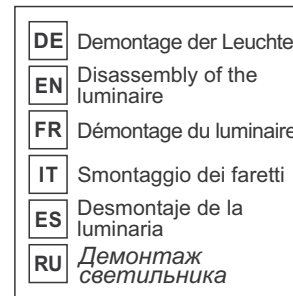 DE Demontage der Leuchte
EN Disassembly of the
luminaire
FR Démontage du luminaire
IT Smontaggio dei faretti
ES Desmontaje de la
luminaria
RU Демонтаж
светильника